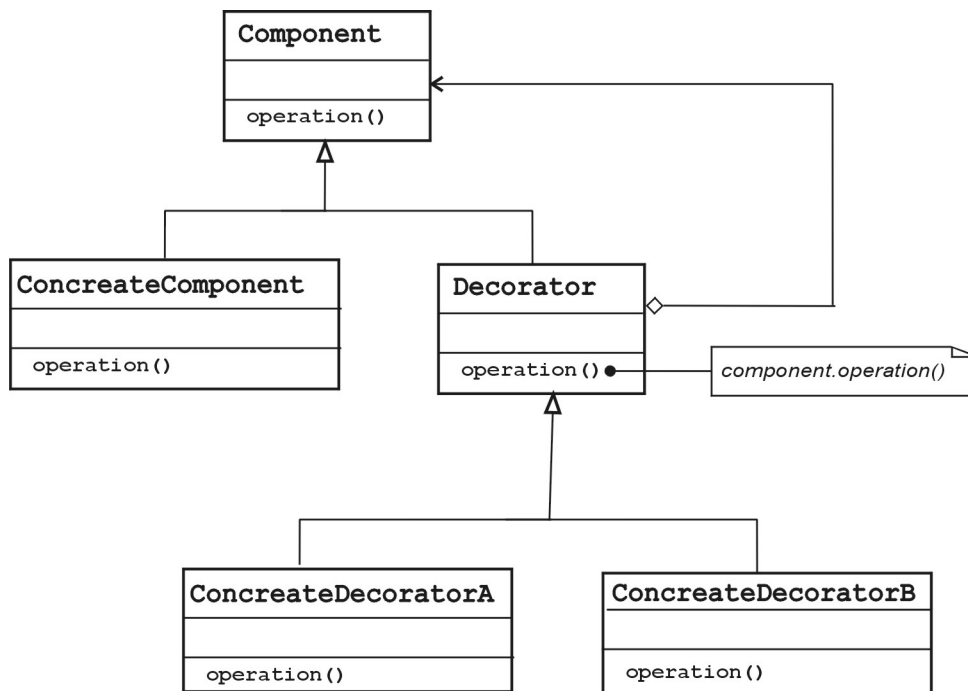 Component
operation()
ConcreateComponent
operation()
Decorator
operation()
component.operation()
ConcreateDecoratorA
operation()
ConcreateDecoratorB
operation()